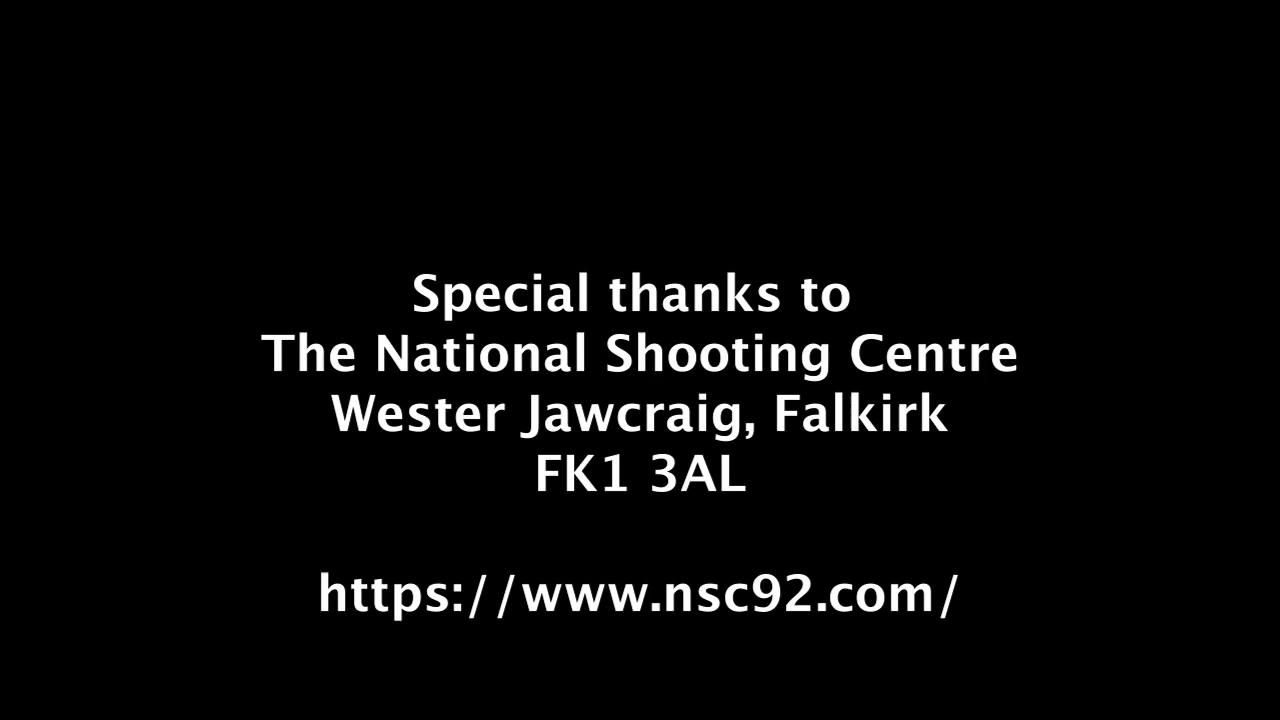 Special thanks to
The National Shooting Centre
Wester Jawcraig, Falkirk
FK1 3AL
https://www.nsc92.com/